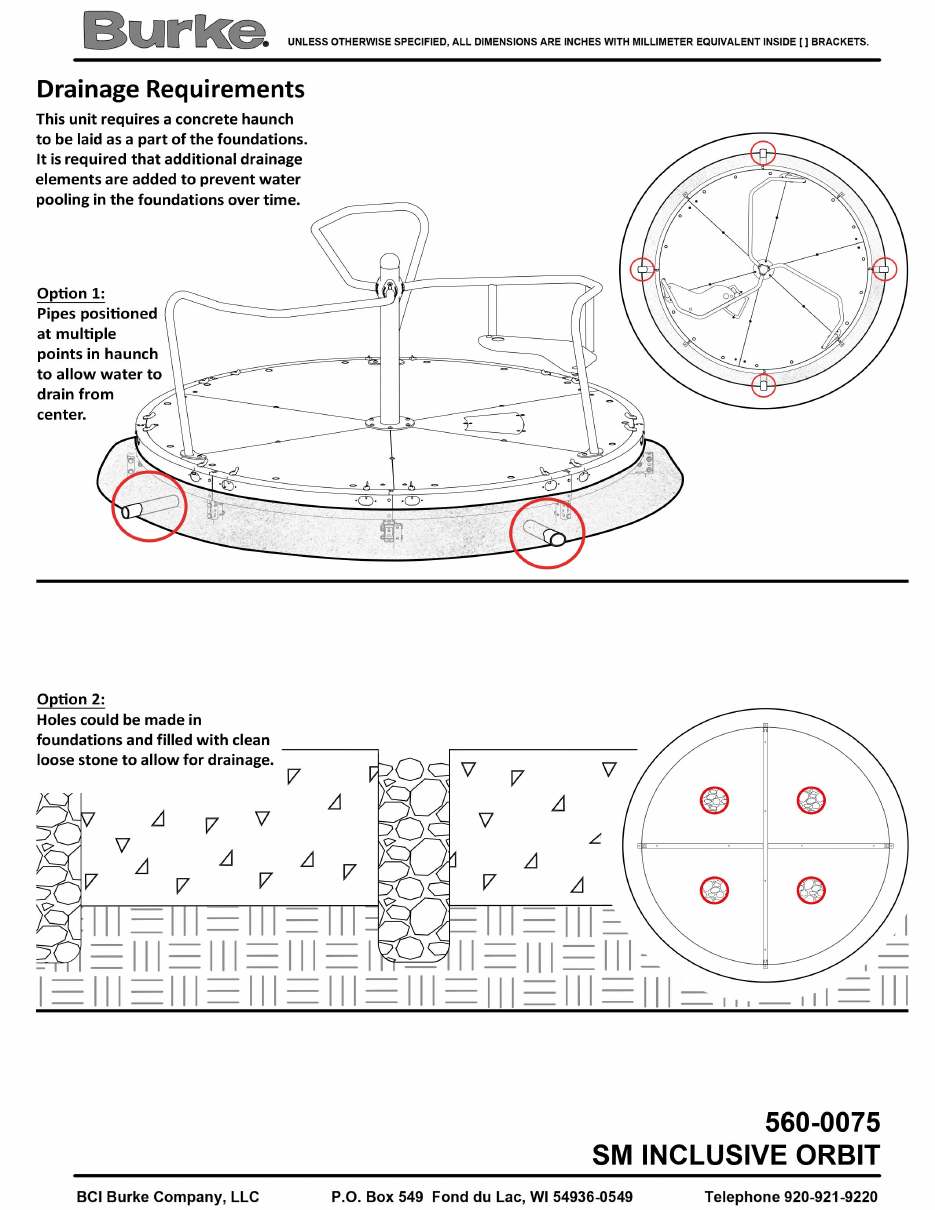 Burke.
UNLESS OTHERWISE SPECIFIED, ALL DIMENSIONS ARE INCHES WITH MILLIMETER EQUIVALENT INSIDE [ ] BRACKETS.
Drainage Requirements
This unit requires a concrete haunch
to be laid as a part of the foundations.
It is required that additional drainage
elements are added to prevent water
pooling in the foundations over time.
Option 1:
Pipes positioned
at multiple
points in haunch
to allow water to
drain from
center.
Option 2:
Holes could be made in
foundations and filled with clean
loose stone to allow for drainage.
560-0075
SM INCLUSIVE ORBIT
BCI Burke Company, LLC P.O. Box 549 Fond du Lac, WI 54936-0549 Telephone 920-921-9220